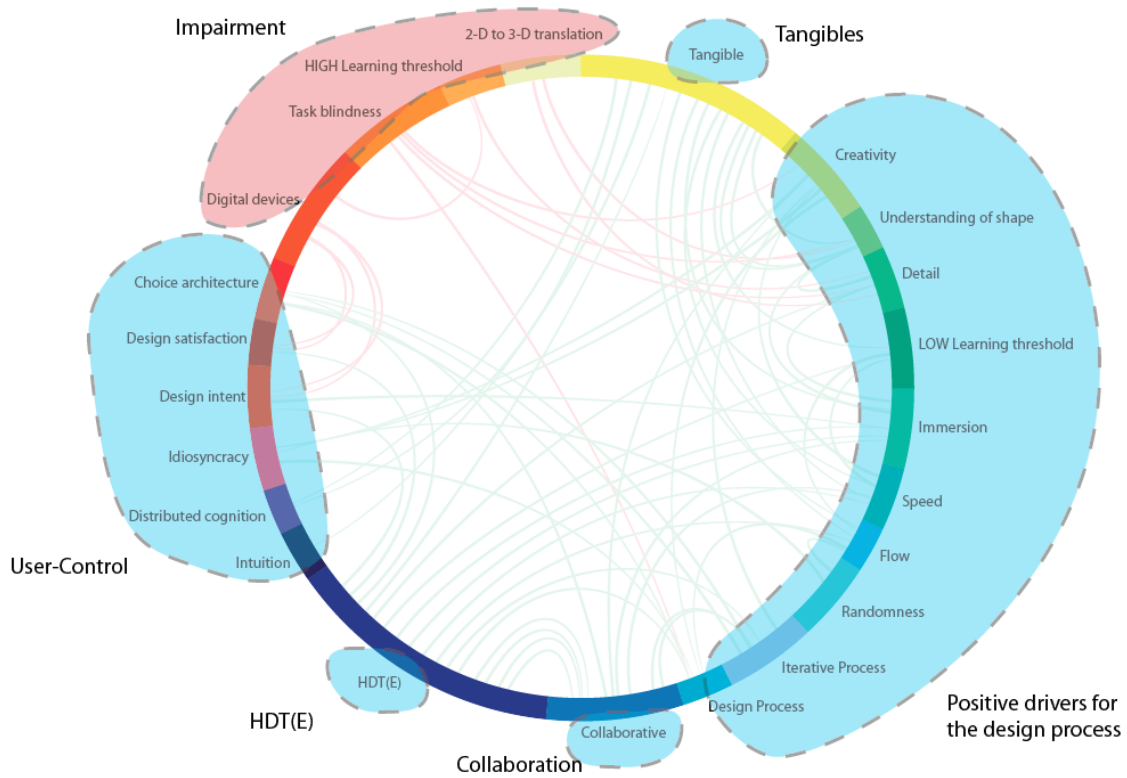 Impairment
2-D to 3-D translation
Tangibles
Tangible
HIGH Learning threshold
Task blindness
Creativity
Digital devices
Understanding of shape
Detail
Choice architecture
Design satisfaction
LOW Learning threshold
Design intent
Immersion
Idiosyncracy
Speed
Distributed cognition
Flow
Intuition
User-Control
Randomness
Iterative Process
HDT(E)
Design Process
Positive drivers for
the design process
HDT(E)
Collaborative
Collaboration